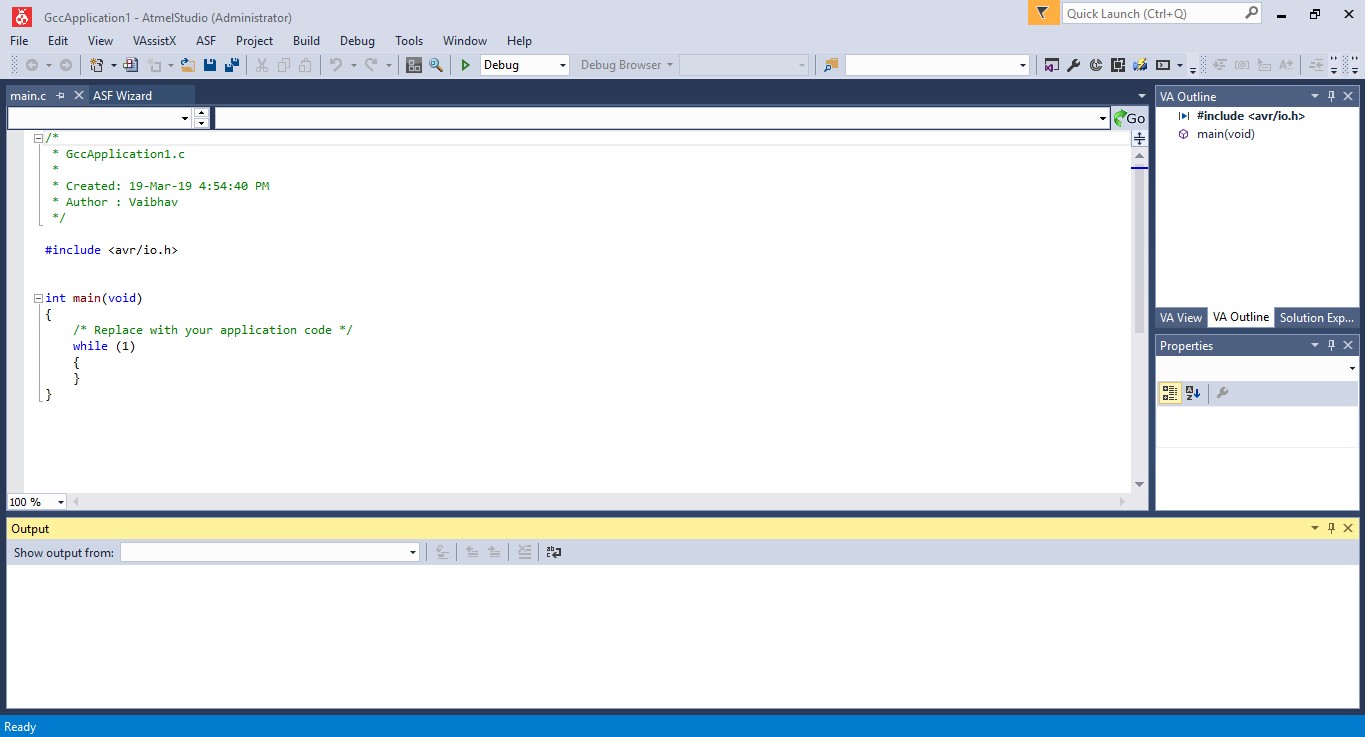 GccApplication1 - AtmelStudio (Administrator)
Quick Launch (Ctrl+Q)
File Edit View VAssistX ASF Project Build Debug Tools Window Help
Debug Debug Browser
main.c ASF Wizard
Go
/*
* GccApplication1.c
*
* Created: 19-Mar-19 4:54:40 PM
* Author : Vaibhav
*/
#include <avr/io.h>
int main(void)
{
/* Replace with your application code */
while (1)
{
}
}
100 %
VA Outline
#include <avr/io.h>
main(void)
VA View VA Outline Solution Exp...
Properties
Output
Show output from:
Ready